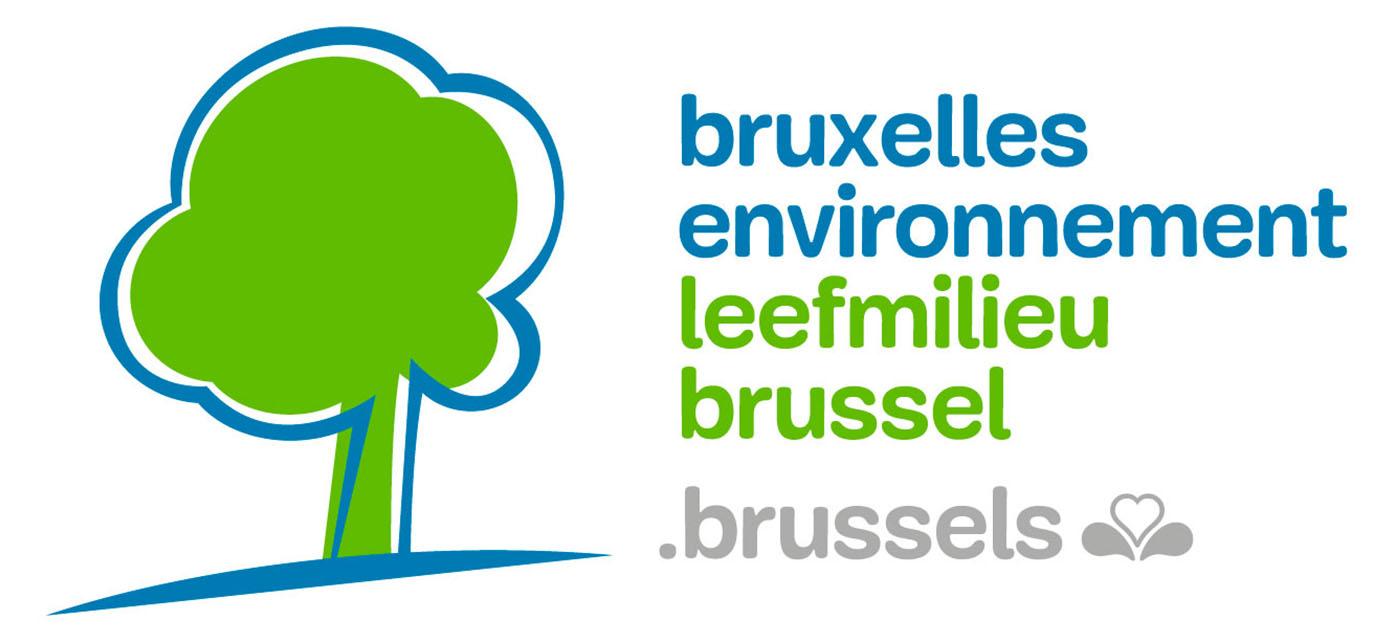 bruxelles
environnement
leefmilieu
brussel
.brussels